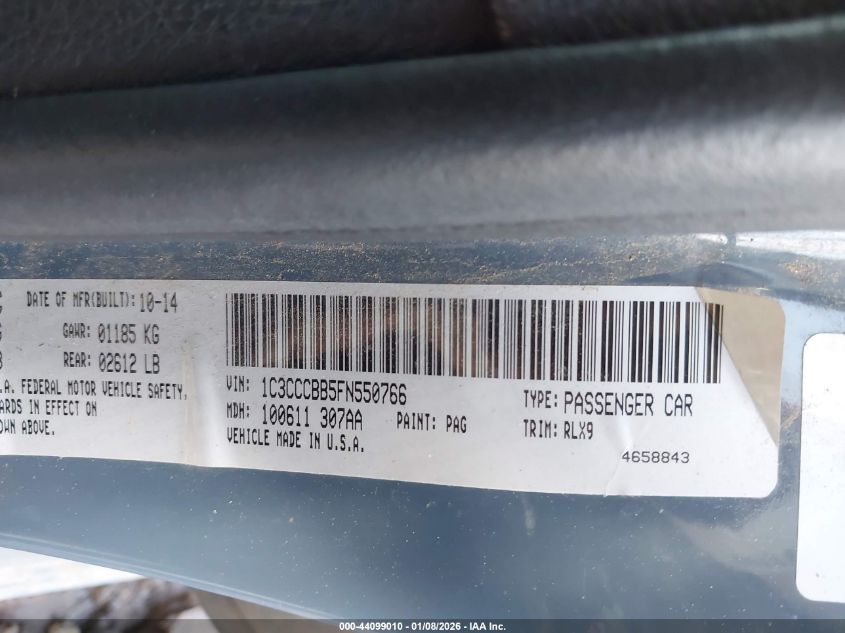 DATE OF MFR(BUILT): 10-14
GAWR: 01185 KG
REAR: 02612 LB
.A. FEDERAL MOTOR VEHICLE SAFETY,
ARDS IN EFFECT ON
OWN ABOVE.
VIN: 1C3CCCBB5FN550766
MDH: 100611 307AA PAINT: PAG
VEHICLE MADE IN U.S.A.
TYPE: PASSENGER CAR
TRIM: RLX9
4658843
000-44099010 - 01/08/2026 - IAA Inc.